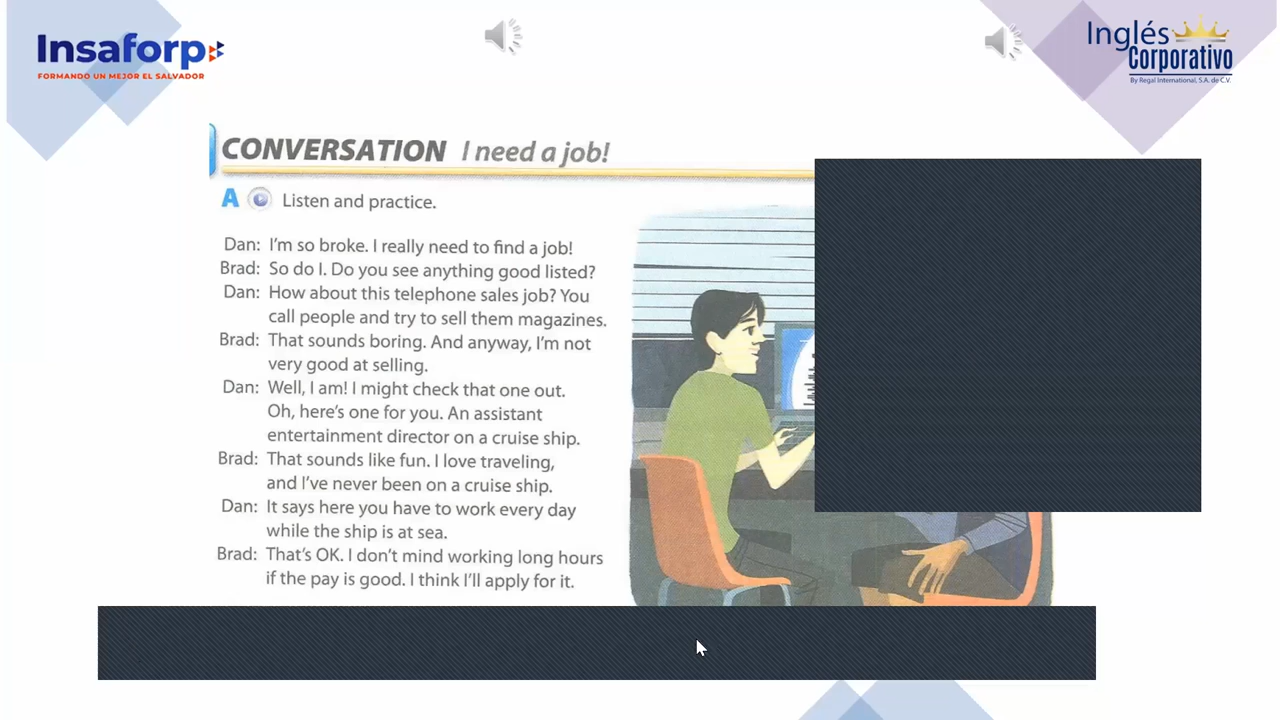 Insaforp
FORMANDO UN MEJOR EL SALVADOR
Inglés
Corporativo
By Regal International, S.A. de C.V.
CONVERSATION I need a job!
A Listen and practice.
Dan: I'm so broke. I really need to find a job!
Brad: So do I. Do you see anything good listed?
Dan: How about this telephone sales job? You
call people and try to sell them magazines.
Brad: That sounds boring. And anyway, I'm not
very good at selling.
Dan: Well, I am! I might check that one out.
Oh, here's one for you. An assistant
entertainment director on a cruise ship.
Brad: That sounds like fun. I love traveling,
and I've never been on a cruise ship.
Dan: It says here you have to work every day
while the ship is at sea.
Brad: That's OK. I don't mind working long hours
if the pay is good. I think I'll apply for it.